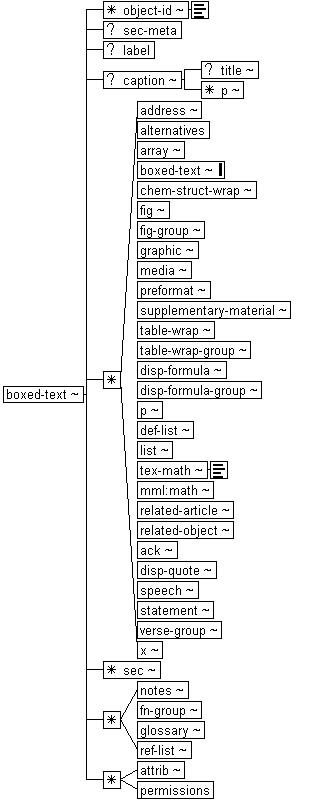 * object-id ~
? sec-meta
? label
? caption ~
? title ~
* p ~
address ~
alternatives
array ~
boxed-text ~
chem-struct-wrap ~
fig ~
fig-group ~
graphic ~
media ~
preformat ~
supplementary-material ~
table-wrap ~
table-wrap-group ~
disp-formula ~
disp-formula-group ~
p ~
def-list ~
list ~
tex-math ~
mml:math ~
related-article ~
related-object ~
ack ~
disp-quote ~
speech ~
statement ~
verse-group ~
x ~
*
boxed-text ~
* sec ~
notes ~
fn-group ~
glossary ~
ref-list ~
*
attrib ~
permissions
*